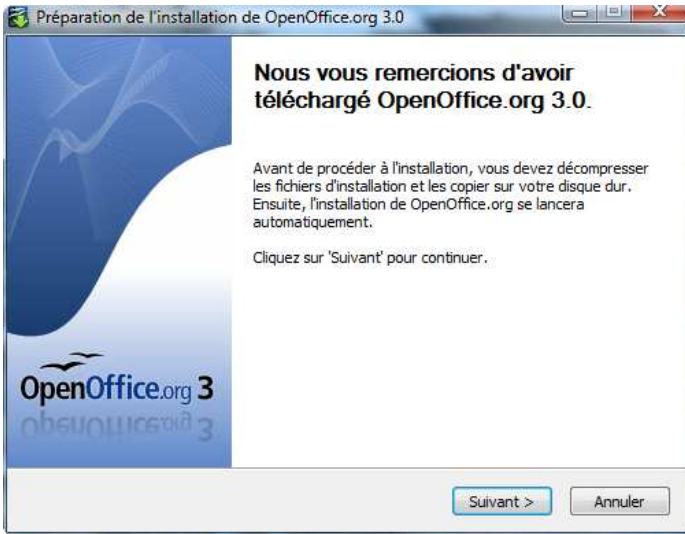 Préparation de l'installation de OpenOffice.org 3.0
Nous vous remercions d'avoir
téléchargé OpenOffice.org 3.0.
Avant de procéder à l'installation, vous devez décompresser
les fichiers d'installation et les copier sur votre disque dur.
Ensuite, l'installation de OpenOffice.org se lancera
automatiquement.
Cliquez sur 'Suivant' pour continuer.
OpenOffice.org 3
Suivant >
Annuler